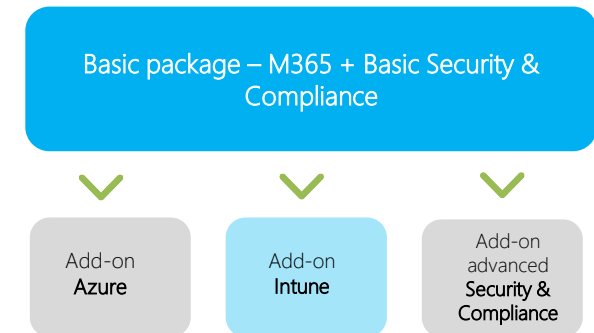 Basic package – M365 + Basic Security &
Compliance
Add-on
Azure
Add-on
Intune
Add-on
advanced
Security &
Compliance